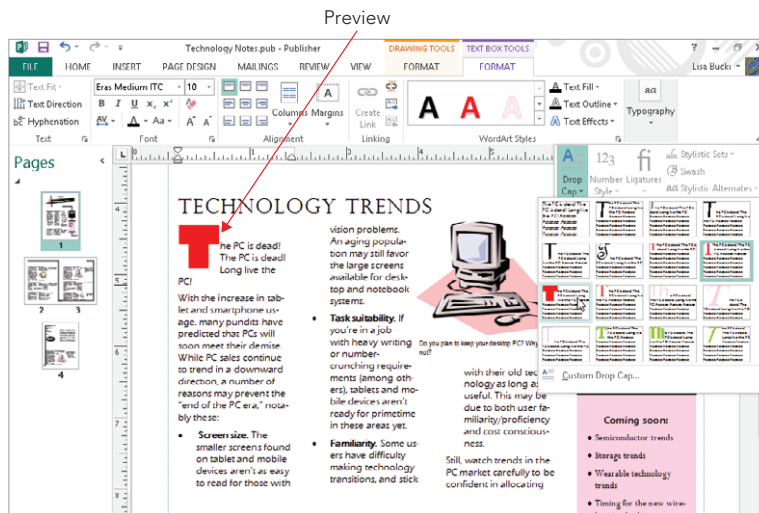 Preview
Technology Notes.pub - Publisher
DRAWING TOOLS
TEXT BOX TOOLS
FILE HOME INSERT PAGE DESIGN MAILINGS REVIEW VIEW FORMAT FORMAT
Lisa Bucki
Text Fit
Text Direction
Hyphenation
Text
Eras Medium ITC 10
B I U x₂ x²
AV A Aa A A
Font
Columns Margins
Alignment
Create
Link
Linking
A A A
WordArt Styles
Text Fill
Text Outline
Text Effects
Typography
Pages
1
2 3
4
Drop
Cap
123
Number
Style
fi
Ligatures
Stylistic Sets
Swash
Stylistic Alternates
Custom Drop Cap...
TECHNOLOGY TRENDS
The PC is dead!
The PC is dead!
Long live the
PC!
With the increase in tab-
let and smartphone us-
age, many pundits have
predicted that PCs will
soon meet their demise.
While PC sales continue
to trend in a downward
direction, a number of
reasons may prevent the
"end of the PC era," nota-
bly these:
• Screen size. The
smaller screens found
on tablet and mobile
devices aren't as easy
to read for those with
vision problems.
An aging popula-
tion may still favor
the large screens
available for desk-
top and notebook
systems.
• Task suitability. If
you're in a job
with heavy writing
or number-
crunching require-
ments (among oth-
ers), tablets and mo-
bile devices aren't
ready for primetime
in these areas yet.
• Familiarity. Some us-
ers have difficulty
making technology
transitions, and stick
Do you plan to keep your desktop PC? Why
not?
with their old tec
nology as long as
useful. This may be
due to both user fa-
miliarity/proficiency
and cost conscious-
ness.
Still, watch trends in the
PC market carefully to be
confident in allocating
Coming soon:
• Semiconductor trends
• Storage trends
• Wearable technology
trends
• Timing for the new wire-